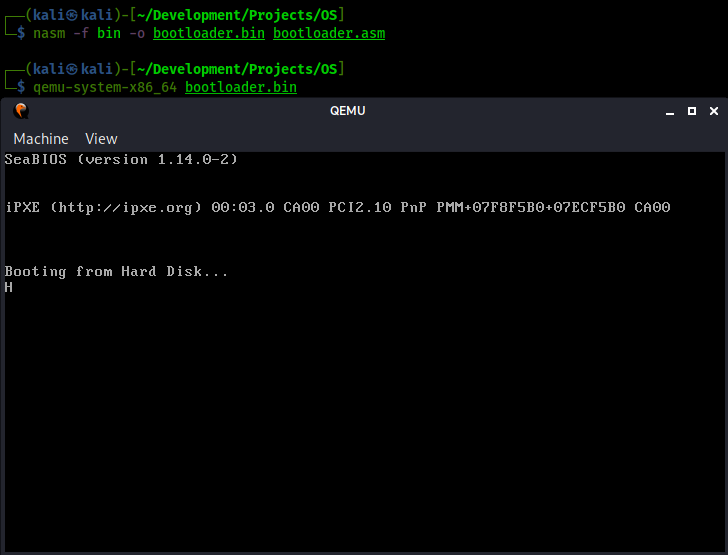 ┌──(kali㉿kali)-[~/Development/Projects/OS]
└─$ nasm -f bin -o bootloader.bin bootloader.asm
┌──(kali㉿kali)-[~/Development/Projects/OS]
└─$ qemu-system-x86_64 bootloader.bin
QEMU
Machine View
SeaBIOS (version 1.14.0-2)
iPXE (http://ipxe.org) 00:03.0 CA00 PCI2.10 PnP PMM+07F8F5B0+07ECF5B0 CA00
Booting from Hard Disk...
H